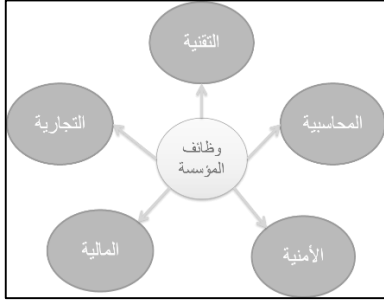 التقنية
المحاسبية
التجارية
وظائف
المؤسسة
المالية
الأمنية